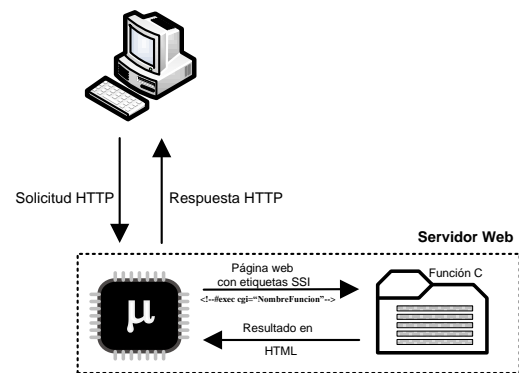 Solicitud HTTP
Respuesta HTTP
Servidor Web
Página web
con etiquetas SSI
<!--#exec cgi="NombreFuncion"-->
Función C
μ
Resultado en
HTML